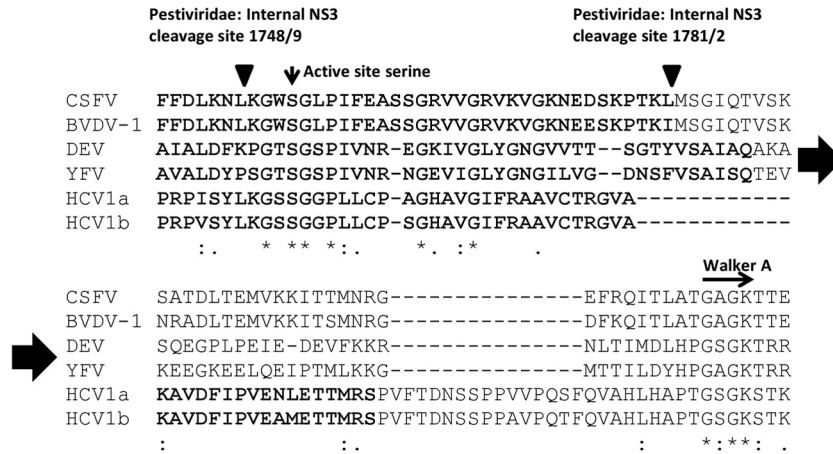 Pestiviridae: Internal NS3
cleavage site 1748/9
Pestiviridae: Internal NS3
cleavage site 1781/2
Active site serine
CSFV FFDLKNLKGWSGLPIFEASSGRVVGRVKVGKNEDSKPTKLMSGIQTVSK
BVDV-1 FFDLKNLKGWSGLPIFEASSGRVVGRVKVGKNEESKPTKIMSGIQTVSK
DEV AIALDFKPGTSGSPIVNR-EGKIVGLYGNGVVTT--SGTYVSAIAQAKA
YFV AVALDYPSGTSGSPIVNRNGEVIGLYGNGILVG--DNSFVSAISQTEV
HCV1a PRPISYLKGSSGGPLLCP-AGHAVGIFRAAVCTRGVA------------
HCV1b PRPVSYLKGSSGGPLLCP-SGHAVGIFRAAVCTRGVA------------
:. * ** *:. *. :* .
Walker A
CSFV SATDLTEMVKKITTMNRG---------------EFRQITLATGAGKTTE
BVDV-1 NRADLTEMVKKITSMNRG---------------DFKQITLATGAGKTTE
DEV SQEGPLPEIE-DEVFKKR---------------NLTIMDLHPGSGKTRR
YFV KEEGKEELQEIPTMLKKG---------------MTTILDYHPGAGKTRR
HCV1a KAVDFIPVENLETTMRSPVFTDNSSPPVVPQSFQVAHLHAPTGSGKSTK
HCV1b KAVDFIPVEAMETTMRSPVFTDNSSPPAVPQTFQVAHLHAPTGSGKSTK
: :. : *:**: .